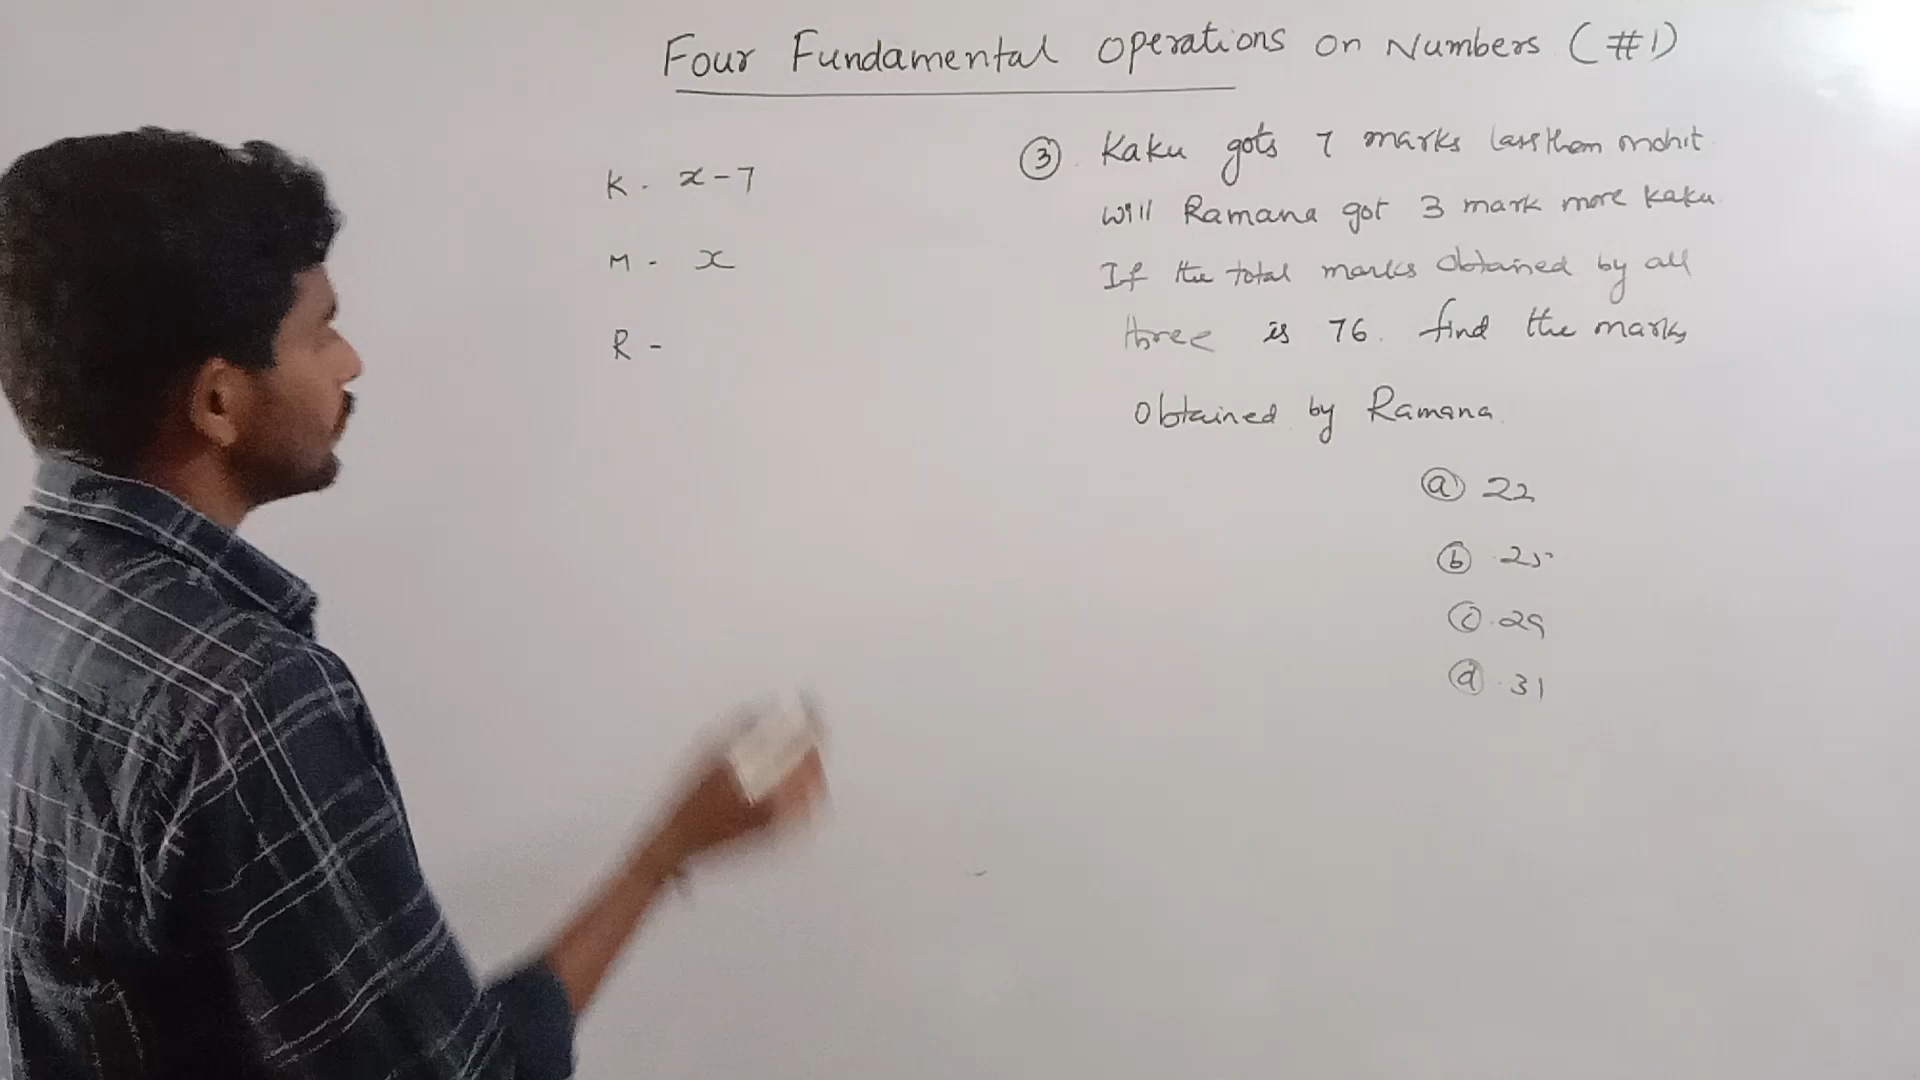 Four Fundamental Operations on Numbers (#1)
K - x-7
M - x
R -
③ Kaku gots 7 marks less than mohit
will Ramana got 3 mark more kaku.
If the total marks obtained by all
three is 76. find the marks
obtained by Ramana.
ⓐ 22
ⓑ 25
ⓒ 29
ⓓ 31